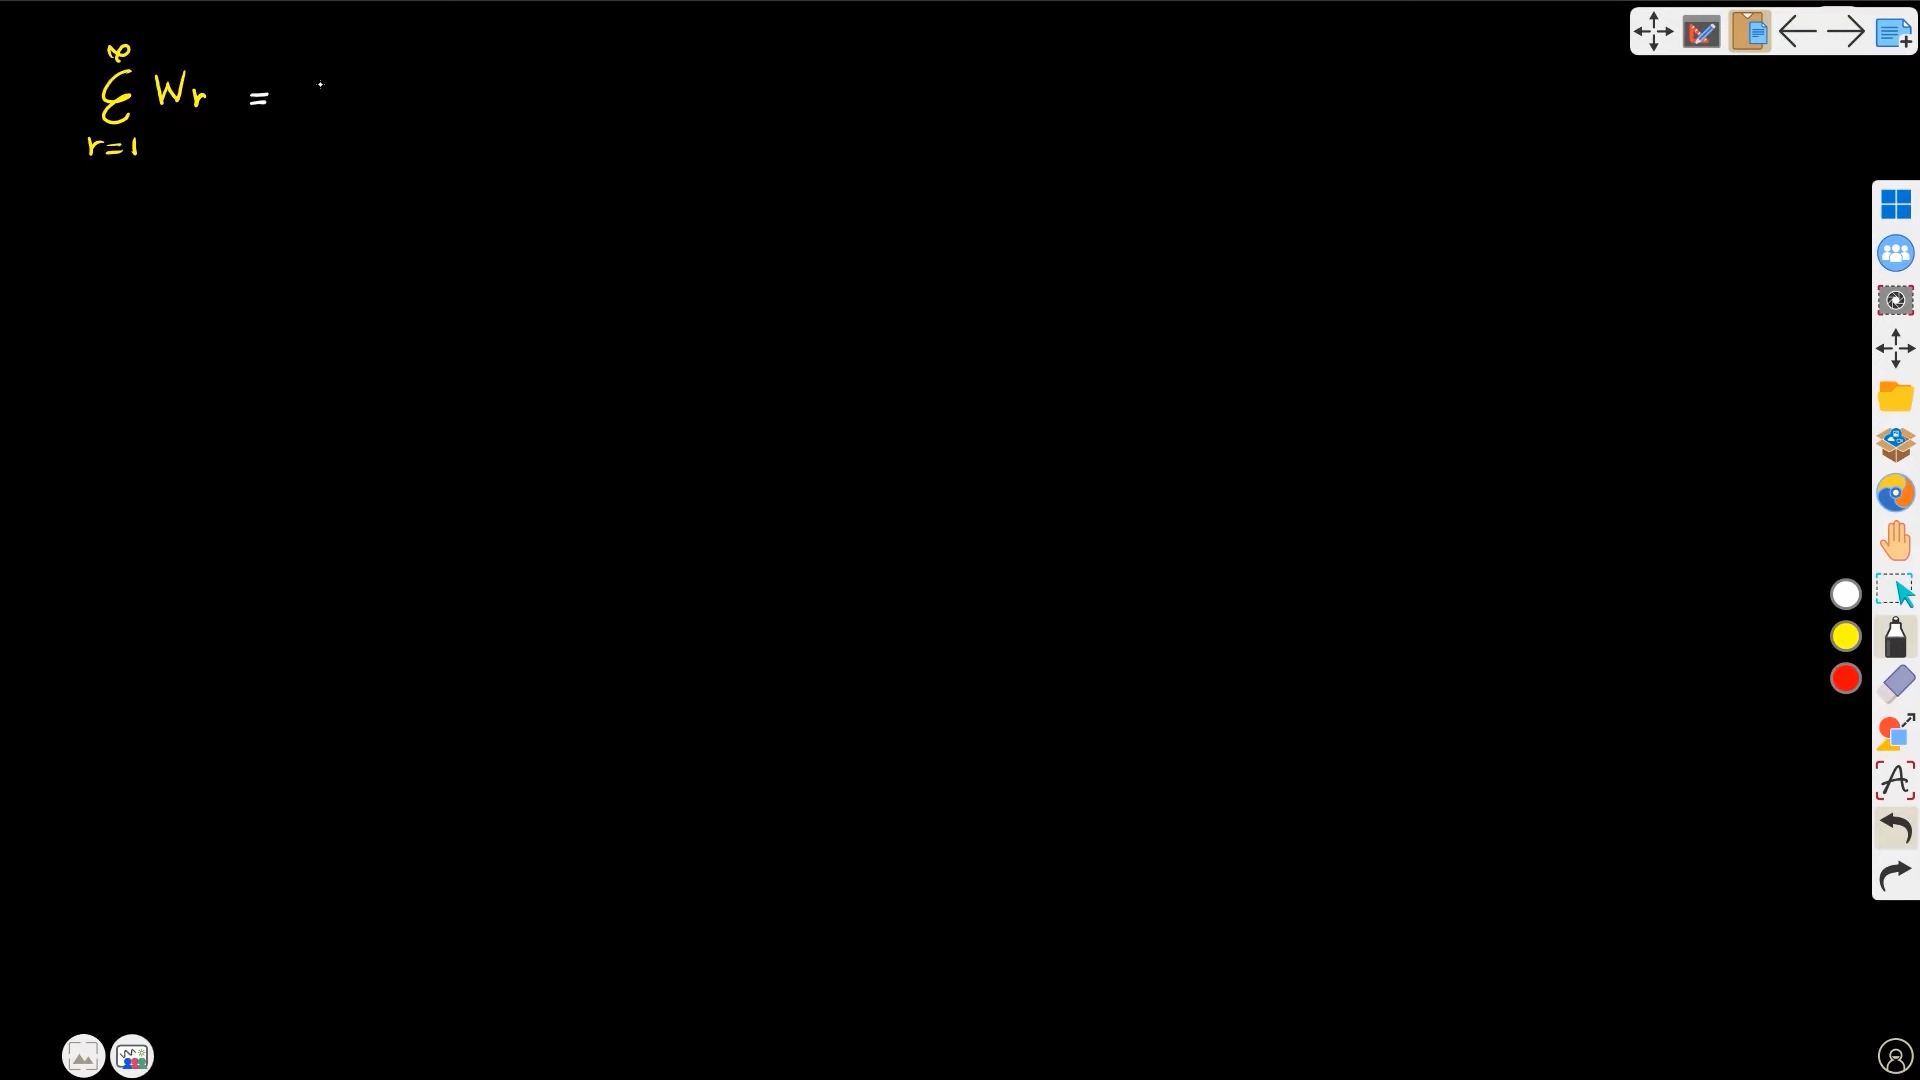 ∞
Σ Wr =
r=1